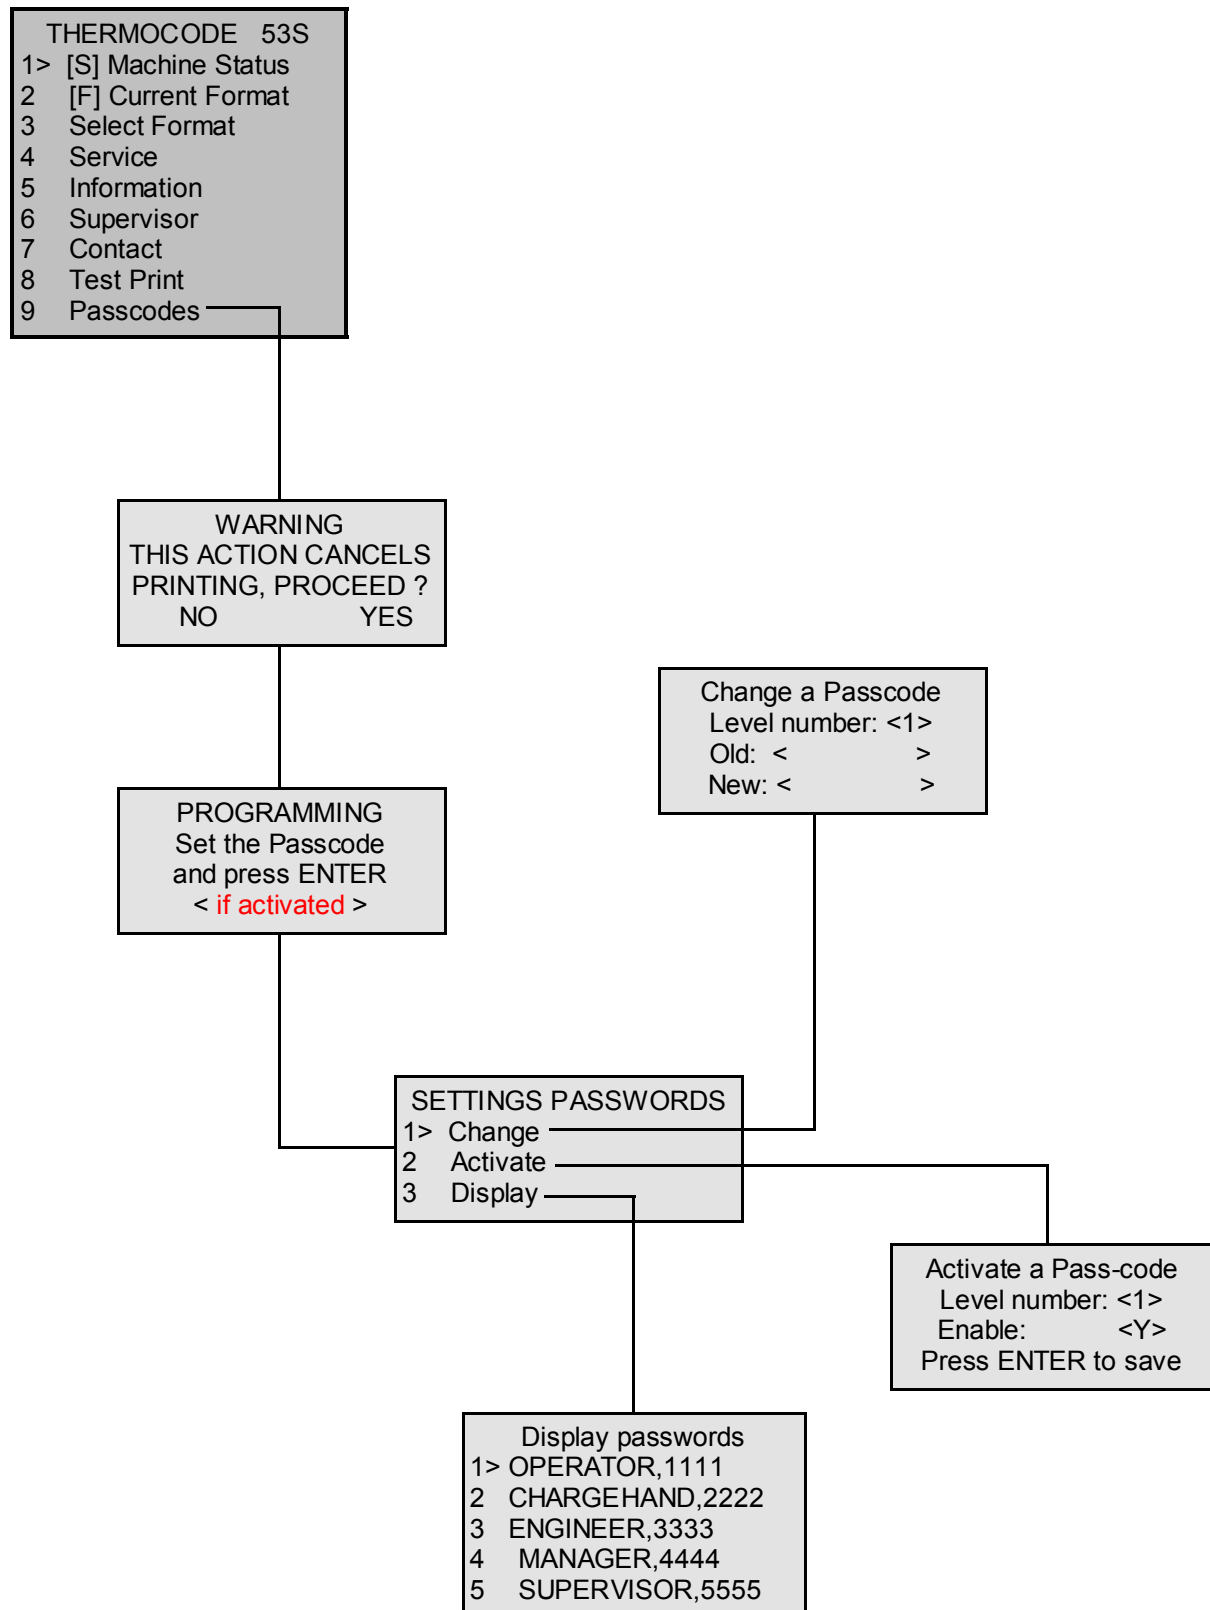 THERMOCODE 53S
1> [S] Machine Status
2 [F] Current Format
3 Select Format
4 Service
5 Information
6 Supervisor
7 Contact
8 Test Print
9 Passcodes
WARNING
THIS ACTION CANCELS
PRINTING, PROCEED ?
NO YES
Change a Passcode
Level number: <1>
Old: < >
New: < >
PROGRAMMING
Set the Passcode
and press ENTER
< if activated >
SETTINGS PASSWORDS
1> Change
2 Activate
3 Display
Activate a Pass-code
Level number: <1>
Enable: <Y>
Press ENTER to save
Display passwords
1> OPERATOR,1111
2 CHARGEHAND,2222
3 ENGINEER,3333
4 MANAGER,4444
5 SUPERVISOR,5555